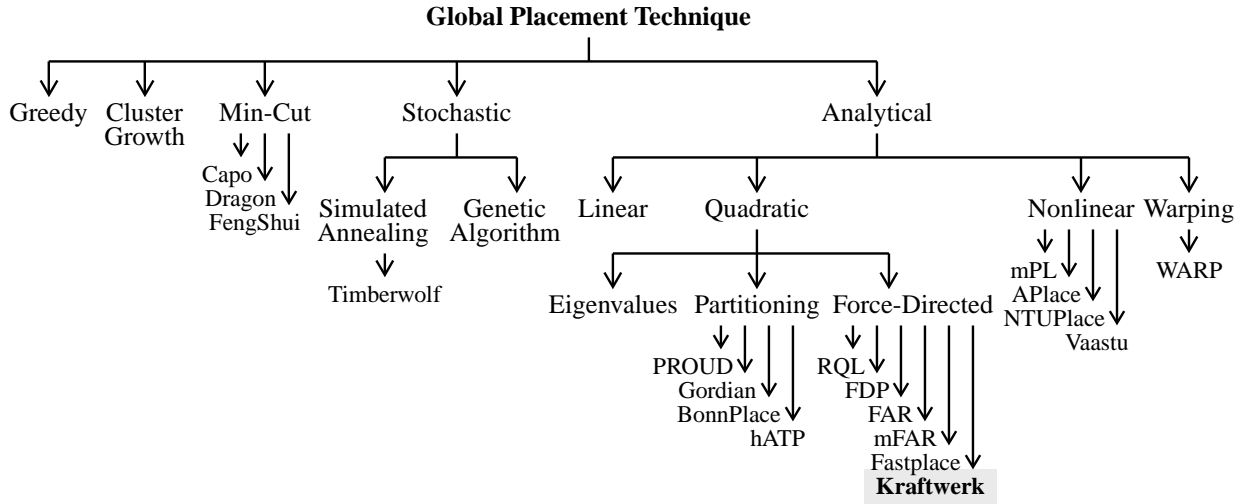 Global Placement Technique
Greedy
Cluster
Growth
Min-Cut
Stochastic
Analytical
Capo
Dragon
FengShui
Simulated
Annealing
Genetic
Algorithm
Linear
Quadratic
Nonlinear
Warping
Timberwolf
mPL
APlace
NTUPlace
Vaastu
WARP
Eigenvalues
Partitioning
Force-Directed
PROUD
Gordian
BonnPlace
hATP
RQL
FDP
FAR
mFAR
Fastplace
Kraftwerk